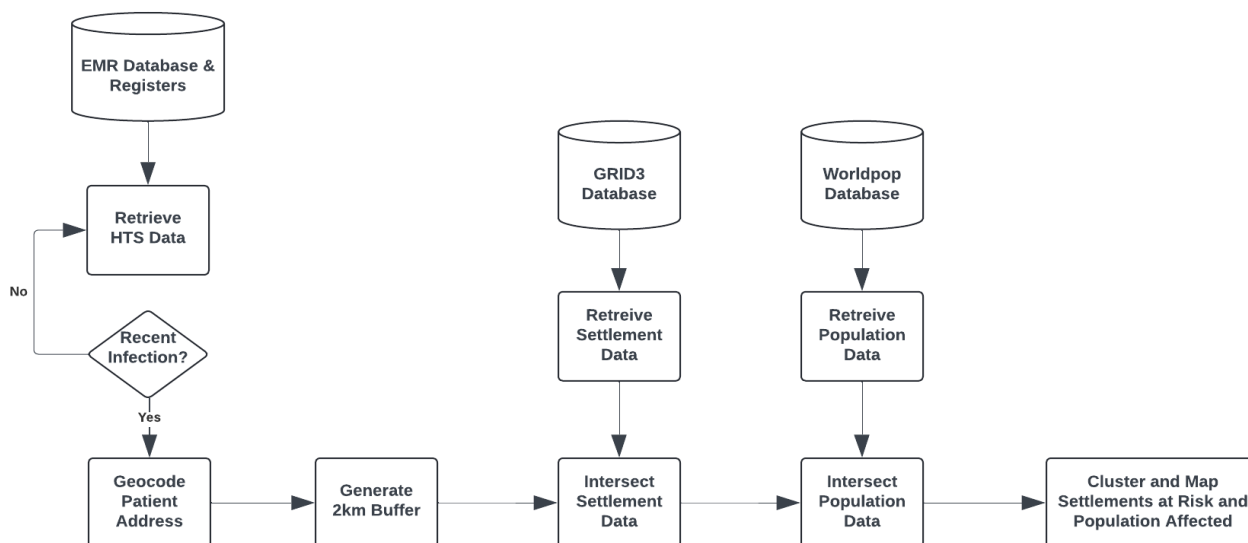 EMR Database &
Registers
Retrieve
HTS Data
No
Recent
Infection?
Yes
Geocode
Patient
Address
Generate
2km Buffer
GRID3
Database
Retreive
Settlement
Data
Intersect
Settlement
Data
Worldpop
Database
Retreive
Population
Data
Intersect
Population
Data
Cluster and Map
Settlements at Risk and
Population Affected